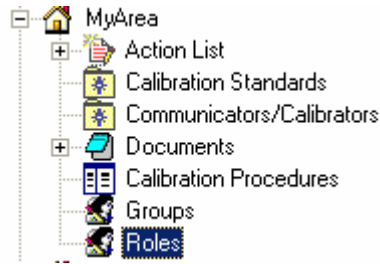 MyArea
Action List
Calibration Standards
Communicators/Calibrators
Documents
Calibration Procedures
Groups
Roles